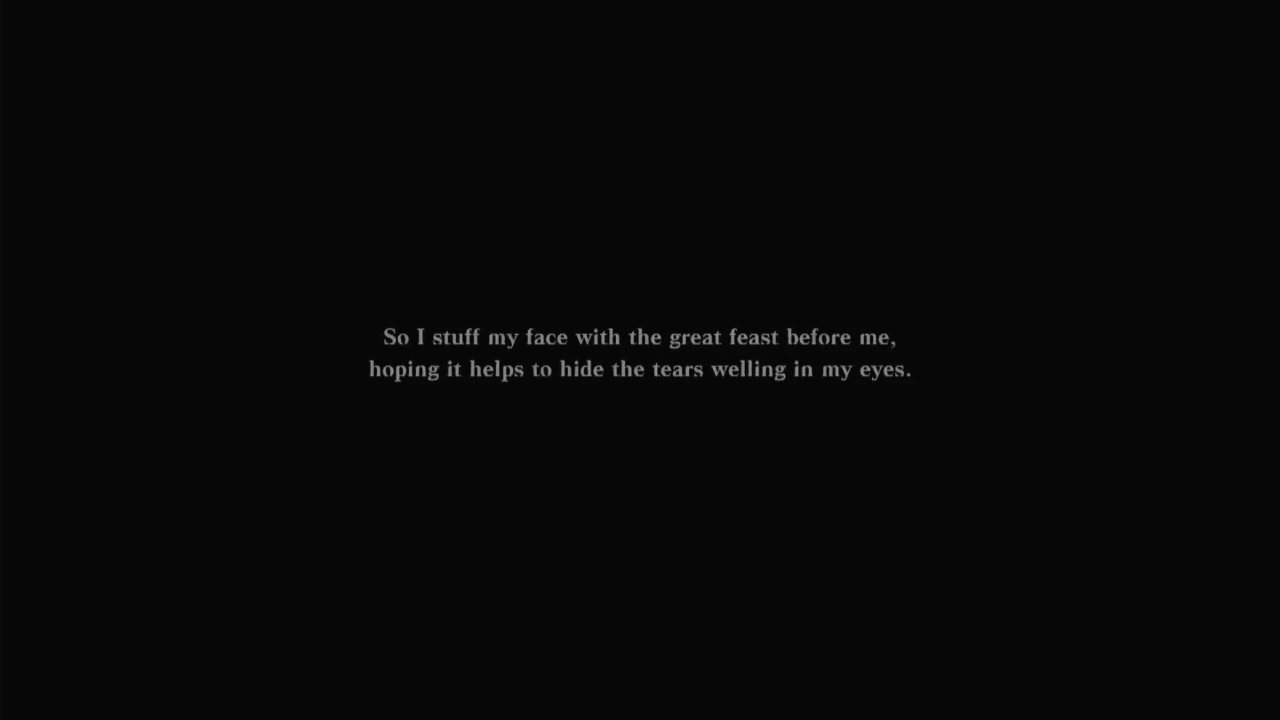 So I stuff my face with the great feast before me,
hoping it helps to hide the tears welling in my eyes.